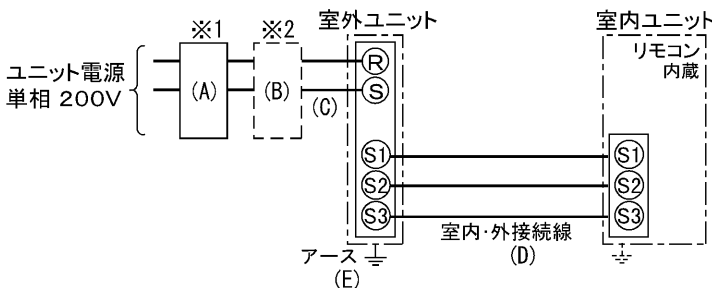 ※1
※2
室外ユニット
室内ユニット
ユニット電源
単相 200V
(A)
(B)
(C)
R
S
リモコン
内蔵
S1
S2
S3
S1
S2
S3
室内・外接続線
(D)
アース
(E)